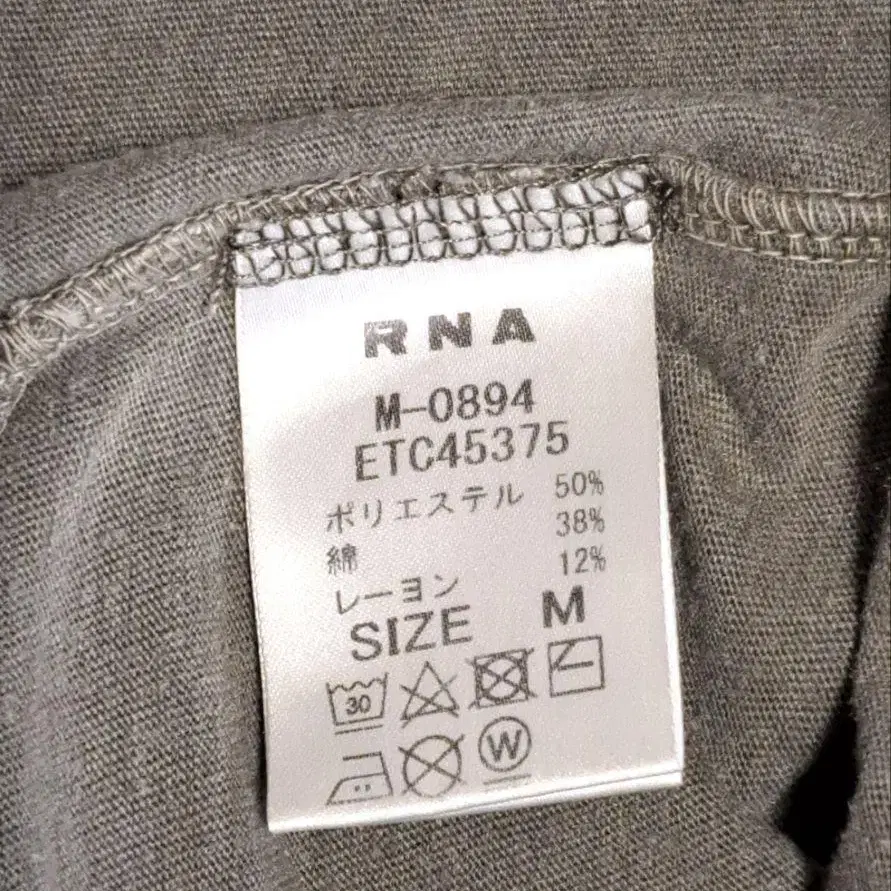 RNA
M-0894
ETC45375
ポリエステル 50%
綿 38%
レーヨン 12%
SIZE M
30
W